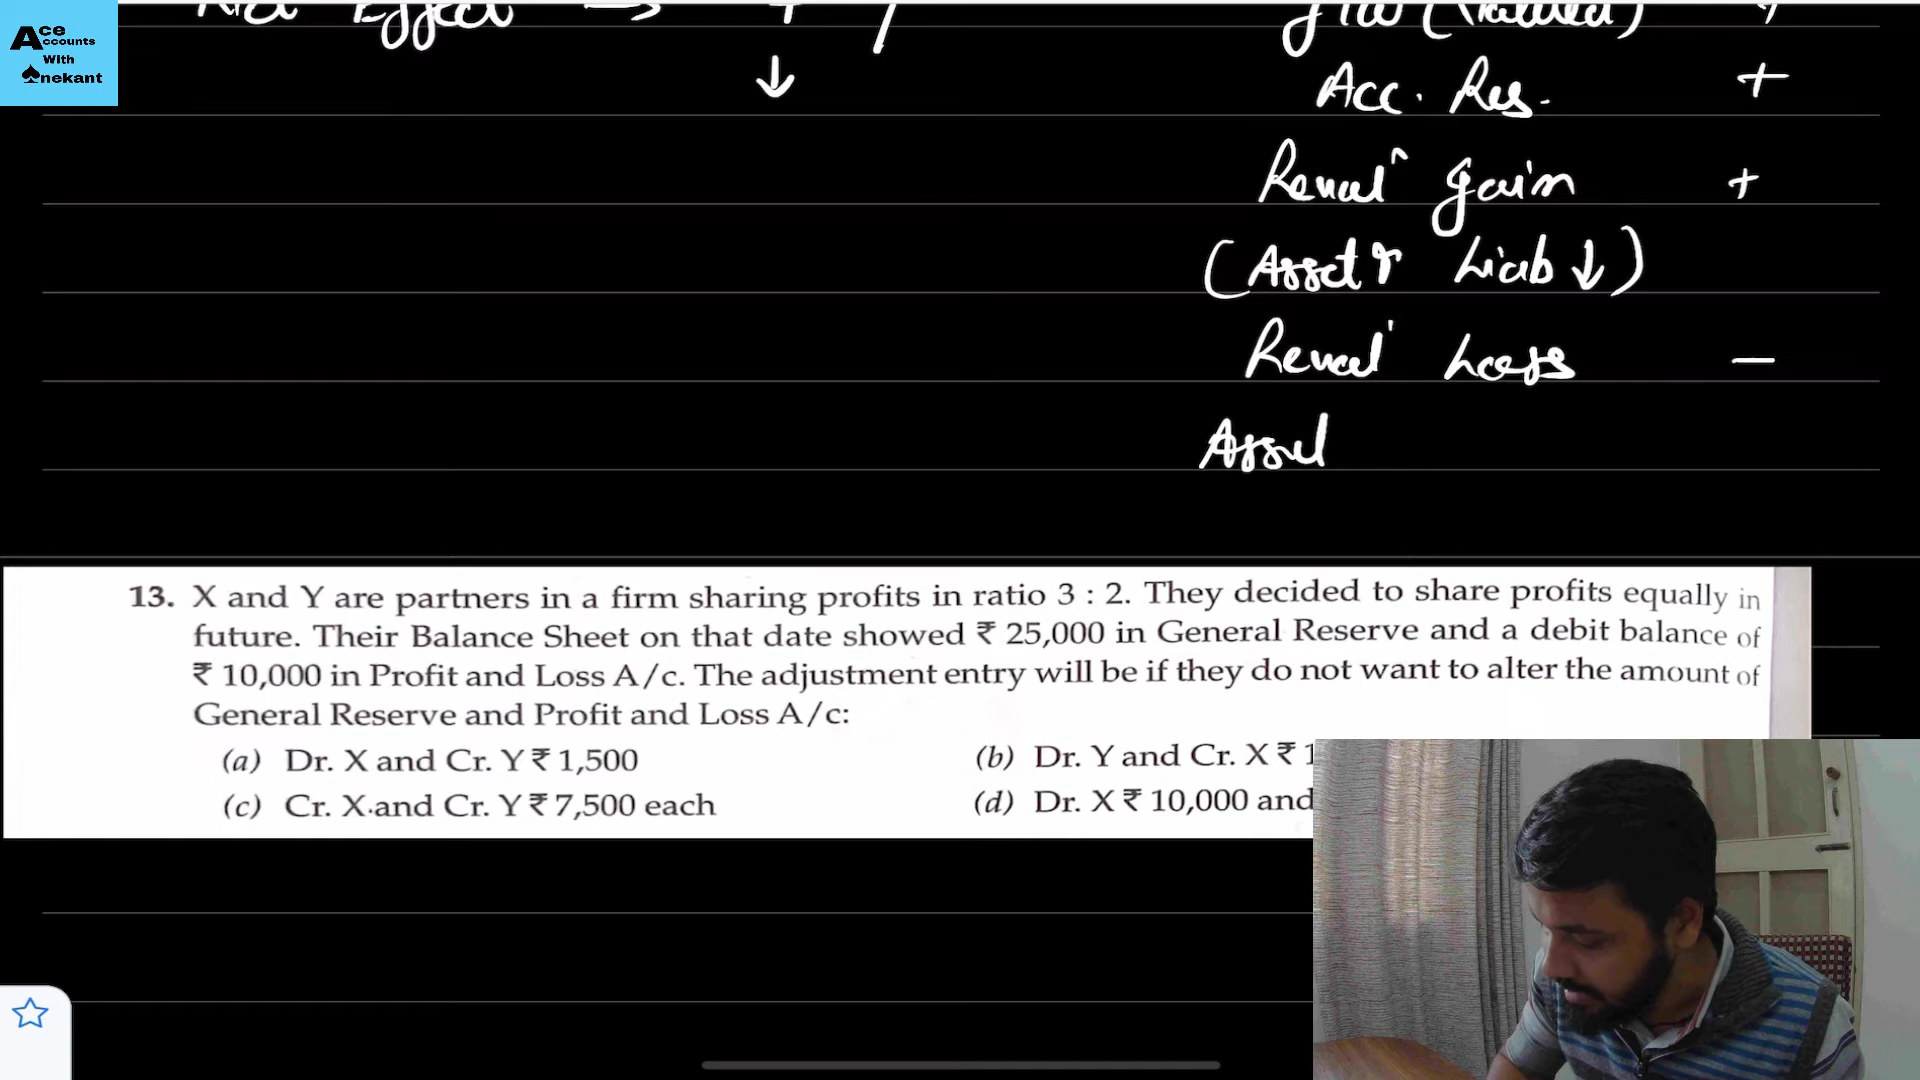 Ace
Accounts
With
Anekant
Effect →
↓
Acc. Res. +
Reval^n gain +
(Asset↑ Liab↓)
Reval^n Loss —
13. X and Y are partners in a firm sharing profits in ratio 3 : 2. They decided to share profits equally in
future. Their Balance Sheet on that date showed ₹ 25,000 in General Reserve and a debit balance of
₹ 10,000 in Profit and Loss A/c. The adjustment entry will be if they do not want to alter the amount of
General Reserve and Profit and Loss A/c:
(a) Dr. X and Cr. Y ₹ 1,500
(b) Dr. Y and Cr. X ₹ 1
(c) Cr. X and Cr. Y ₹ 7,500 each
(d) Dr. X ₹ 10,000 and